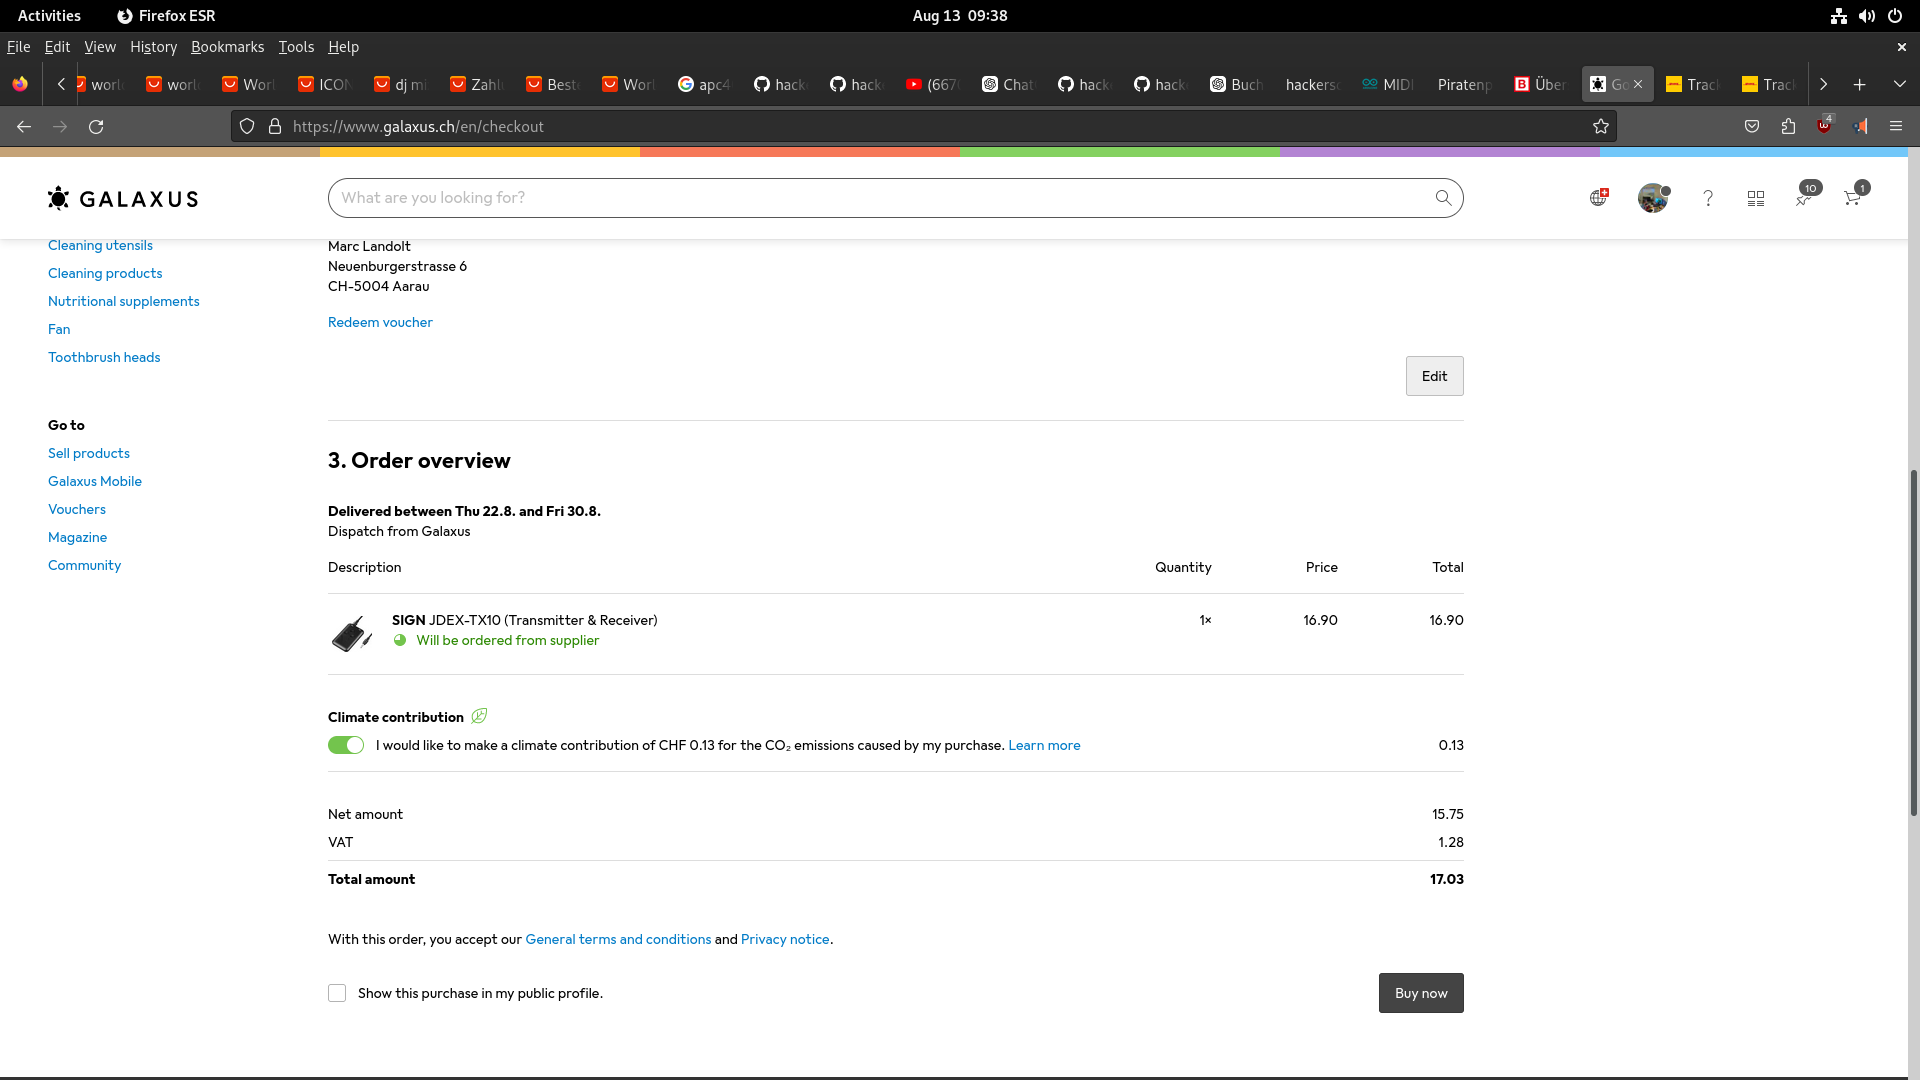 Activities
Firefox ESR
Aug 13 09:38
File Edit View History Bookmarks Tools Help
worl
worl
Worl
ICON
dj mi
Zahl
Best
Worl
apc4
hack
hack
(667
Chat
hack
hack
Buch
hackersc
MIDI
Piratenp
Über
Ga
Track
Track
https://www.galaxus.ch/en/checkout
4
GALAXUS
What are you looking for?
10
1
Cleaning utensils
Cleaning products
Nutritional supplements
Fan
Toothbrush heads
Go to
Sell products
Galaxus Mobile
Vouchers
Magazine
Community
Marc Landolt
Neuenburgerstrasse 6
CH-5004 Aarau
Redeem voucher
Edit
3. Order overview
Delivered between Thu 22.8. and Fri 30.8.
Dispatch from Galaxus
Description Quantity Price Total
SIGN JDEX-TX10 (Transmitter & Receiver) 1× 16.90 16.90
Will be ordered from supplier
Climate contribution
I would like to make a climate contribution of CHF 0.13 for the CO₂ emissions caused by my purchase. Learn more 0.13
Net amount 15.75
VAT 1.28
Total amount 17.03
With this order, you accept our General terms and conditions and Privacy notice.
Show this purchase in my public profile.
Buy now